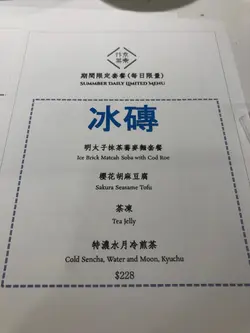 期間限定套餐(每日限量)
Summber Daily Limited Menu
冰磚
明太子抹茶蕎麥麵套餐
Ice Brick Matcah Soba with Cod Roe
櫻花胡麻豆腐
Sakura Seasame Tofu
茶凍
Tea Jelly
特濃水月冷煎茶
Cold Sencha, Water and Moon, Kyuchu
$228